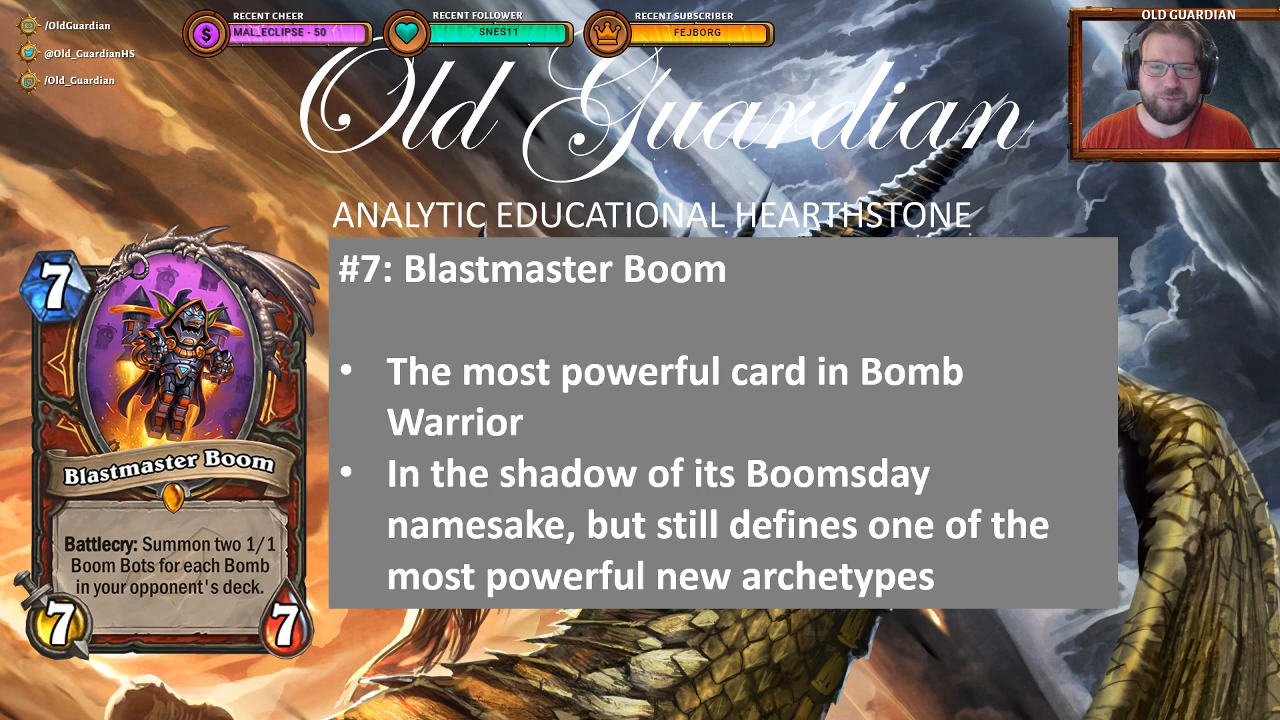 /OldGuardian
@Old_GuardianHS
/Old_Guardian
RECENT CHEER
MAL_ECLIPSE - 50
RECENT FOLLOWER
SNES11
RECENT SUBSCRIBER
FEJBORG
OLD GUARDIAN
Old Guardian
ANALYTIC EDUCATIONAL HEARTHSTONE
#7: Blastmaster Boom
• The most powerful card in Bomb
Warrior
• In the shadow of its Boomsday
namesake, but still defines one of the
most powerful new archetypes
7
Blastmaster Boom
Battlecry: Summon two 1/1
Boom Bots for each Bomb
in your opponent's deck.
7
7